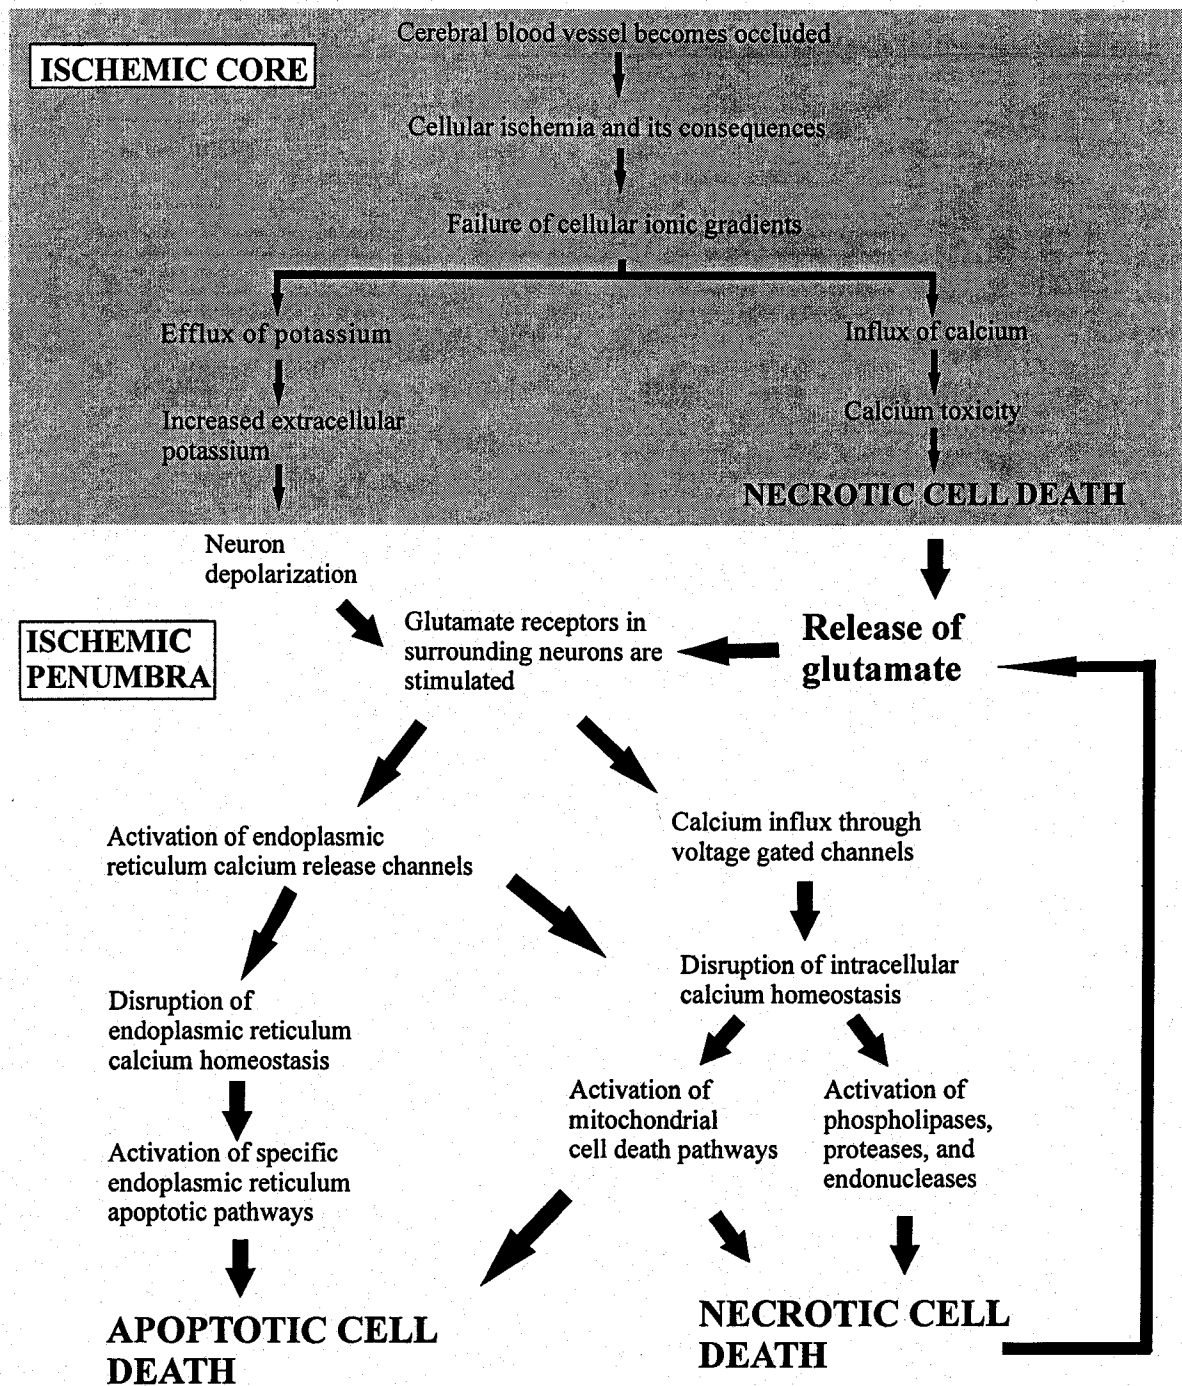 Cerebral blood vessel becomes occluded
ISCHEMIC CORE
Cellular ischemia and its consequences
Failure of cellular ionic gradients
Efflux of potassium
Influx of calcium
Increased extracellular
potassium
Calcium toxicity
NECROTIC CELL DEATH
Neuron
depolarization
ISCHEMIC
PENUMBRA
Glutamate receptors in
surrounding neurons are
stimulated
Release of
glutamate
Activation of endoplasmic
reticulum calcium release channels
Calcium influx through
voltage gated channels
Disruption of
endoplasmic reticulum
calcium homeostasis
Disruption of intracellular
calcium homeostasis
Activation of specific
endoplasmic reticulum
apoptotic pathways
Activation of
mitochondrial
cell death pathways
Activation of
phospholipases,
proteases, and
endonucleases
APOPTOTIC CELL
DEATH
NECROTIC CELL
DEATH